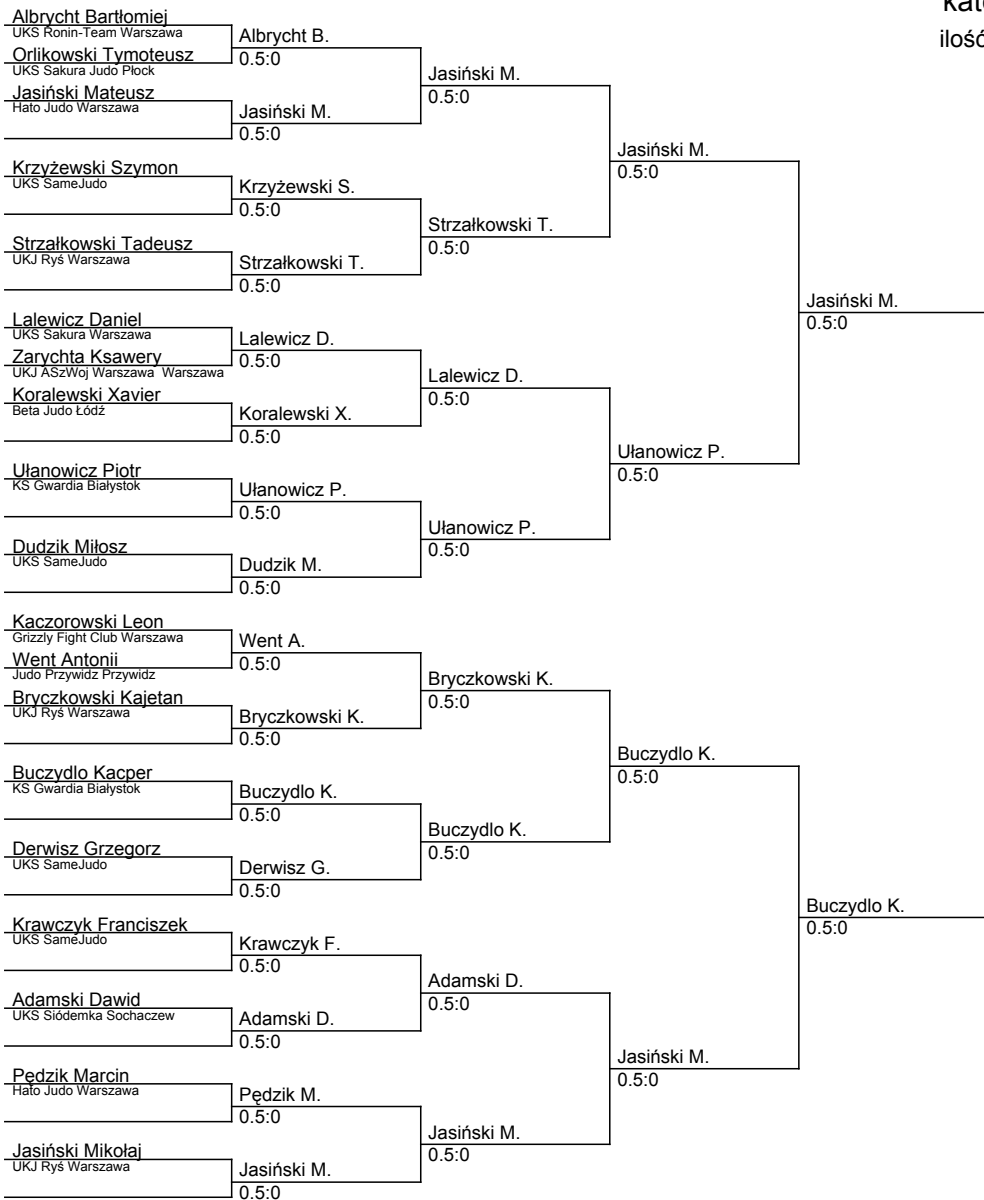 kat
ilość
Albrycht Bartłomiej
UKS Ronin-Team Warszawa
Orlikowski Tymoteusz
UKS Sakura Judo Płock
Jasiński Mateusz
Hato Judo Warszawa
Krzyżewski Szymon
UKS SameJudo
Strzałkowski Tadeusz
UKJ Ryś Warszawa
Lalewicz Daniel
UKS Sakura Warszawa
Zarychta Ksawery
UKJ ASzWoj Warszawa Warszawa
Koralewski Xavier
Beta Judo Łódź
Ułanowicz Piotr
KS Gwardia Białystok
Dudzik Miłosz
UKS SameJudo
Kaczorowski Leon
Grizzly Fight Club Warszawa
Went Antonii
Judo Przywidz Przywidz
Bryczkowski Kajetan
UKJ Ryś Warszawa
Buczydlo Kacper
KS Gwardia Białystok
Derwisz Grzegorz
UKS SameJudo
Krawczyk Franciszek
UKS SameJudo
Adamski Dawid
UKS Siódemka Sochaczew
Pędzik Marcin
Hato Judo Warszawa
Jasiński Mikołaj
UKJ Ryś Warszawa
Albrycht B.
0.5:0
Jasiński M.
0.5:0
Krzyżewski S.
0.5:0
Strzałkowski T.
0.5:0
Lalewicz D.
0.5:0
Koralewski X.
0.5:0
Ułanowicz P.
0.5:0
Dudzik M.
0.5:0
Went A.
0.5:0
Bryczkowski K.
0.5:0
Buczydlo K.
0.5:0
Derwisz G.
0.5:0
Krawczyk F.
0.5:0
Adamski D.
0.5:0
Pędzik M.
0.5:0
Jasiński M.
0.5:0
Jasiński M.
0.5:0
Strzałkowski T.
0.5:0
Lalewicz D.
0.5:0
Ułanowicz P.
0.5:0
Bryczkowski K.
0.5:0
Buczydlo K.
0.5:0
Adamski D.
0.5:0
Jasiński M.
0.5:0
Jasiński M.
0.5:0
Ułanowicz P.
0.5:0
Buczydlo K.
0.5:0
Jasiński M.
0.5:0
Jasiński M.
0.5:0
Buczydlo K.
0.5:0